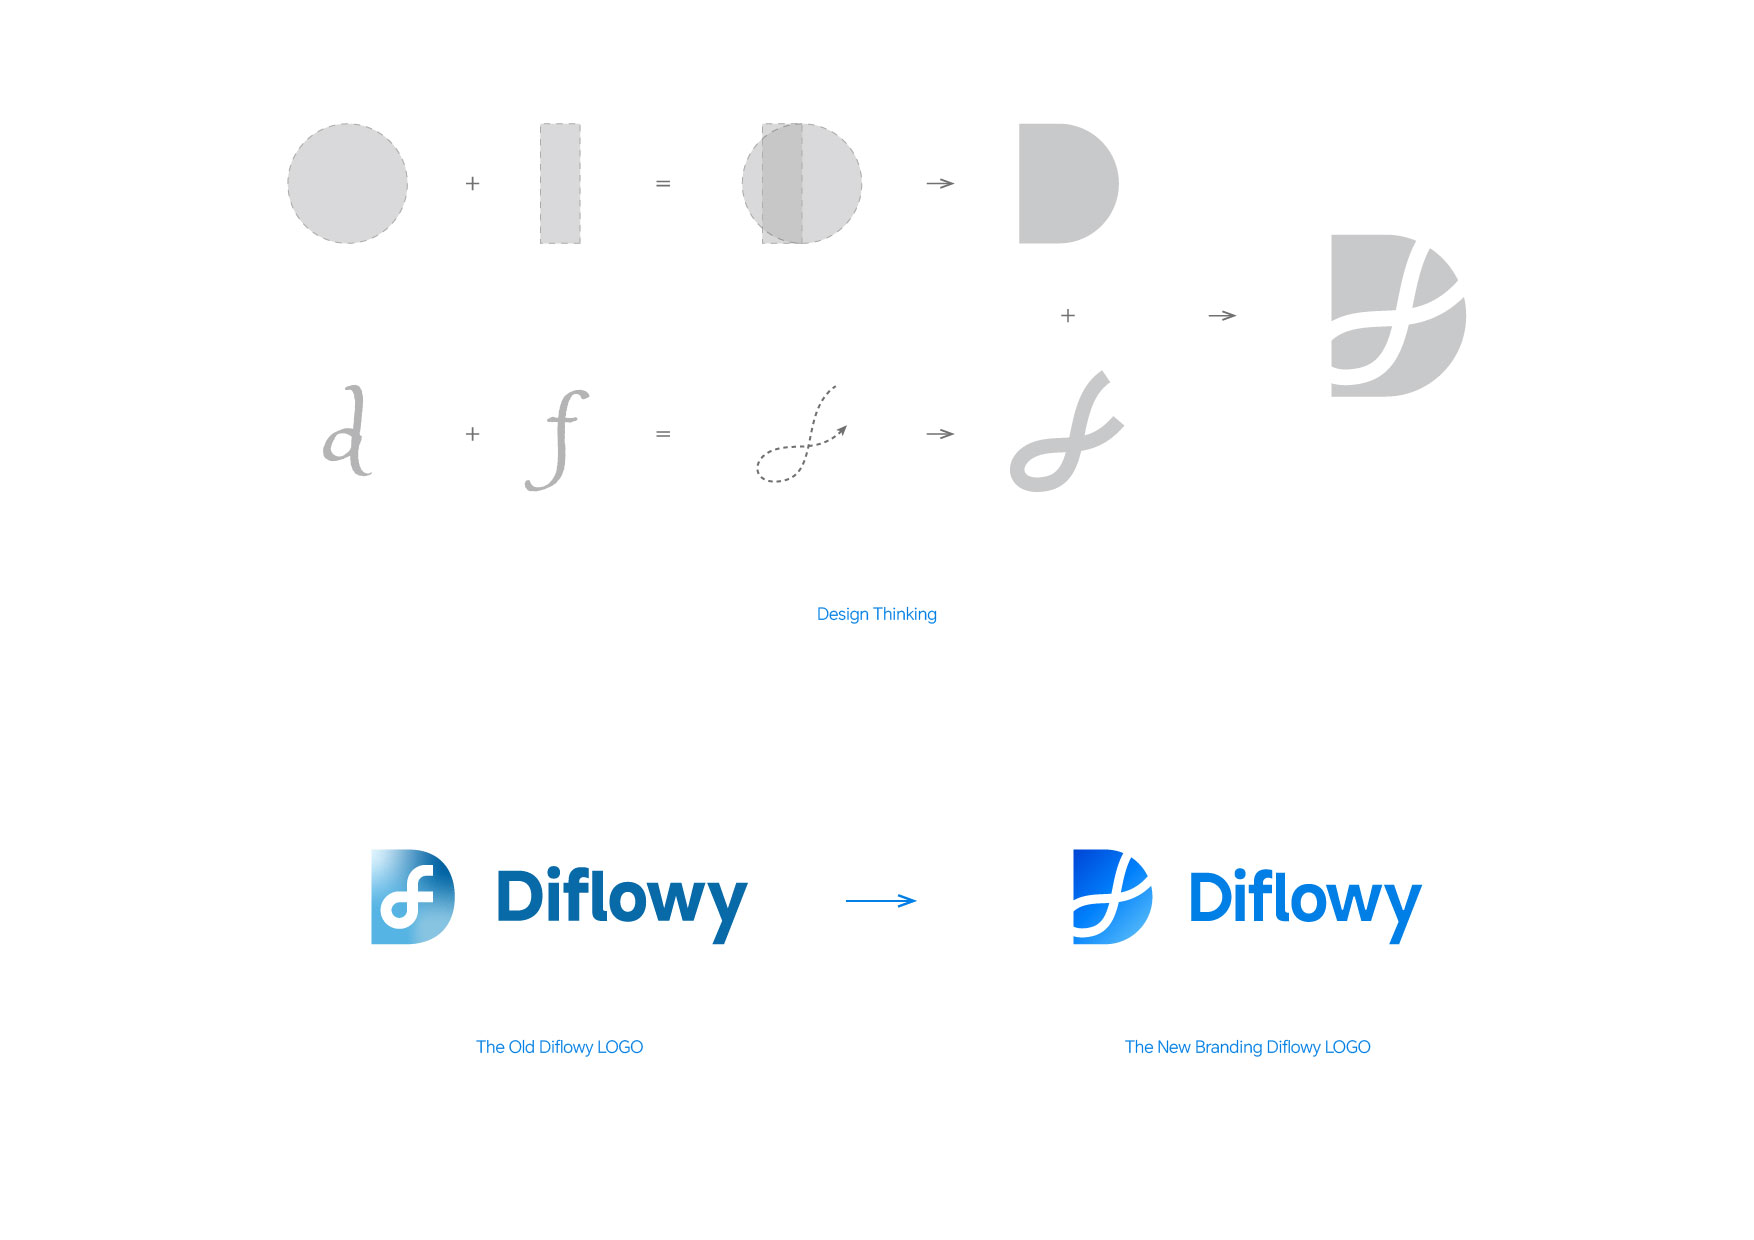 + = →
+ →
d + f = →
Design Thinking
Diflowy → Diflowy
The Old Diflowy LOGO
The New Branding Diflowy LOGO